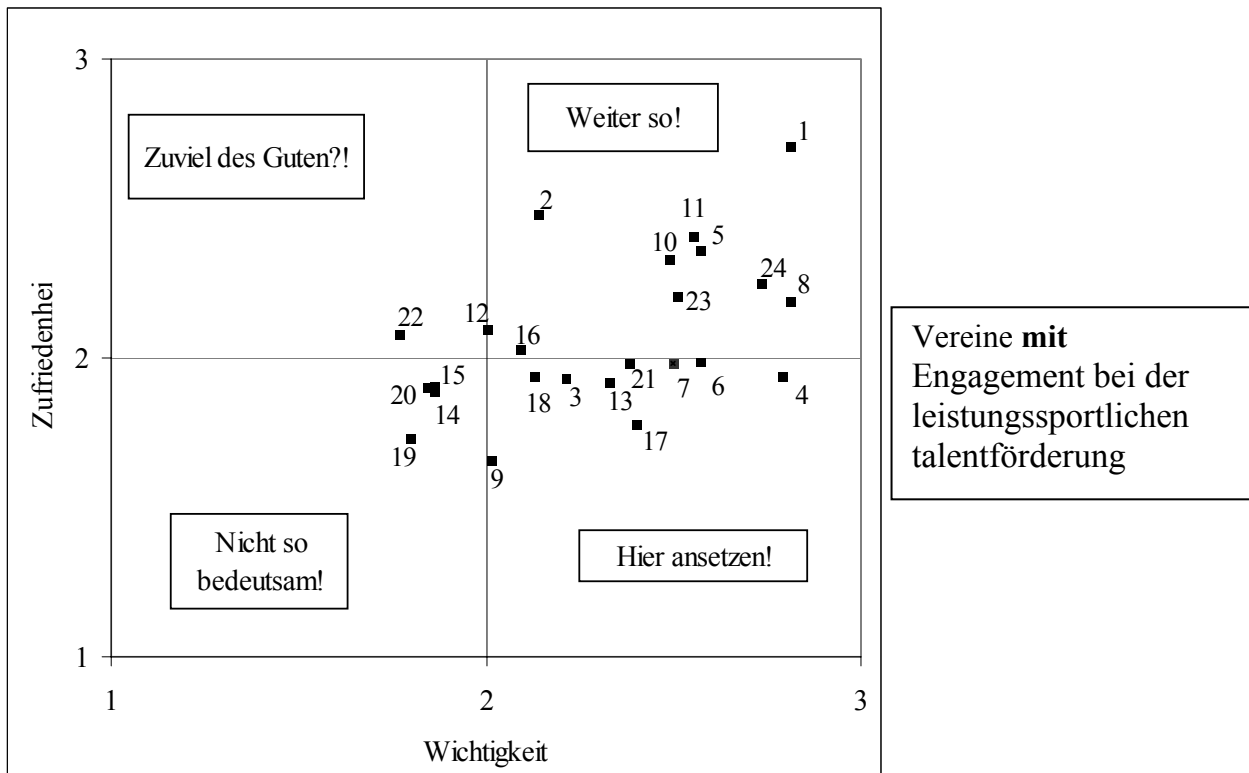 3
Zuviel des Guten?!
Weiter so!
1
2
11
10
5
24
8
23
22
12
16
2
20
15
14
19
18
3
13
21
7
6
4
17
9
Nicht so
bedeutsam!
Hier ansetzen!
1
1
2
3
Zufriedenhei
Wichtigkeit
Vereine mit
Engagement bei der
leistungssportlichen
talentförderung